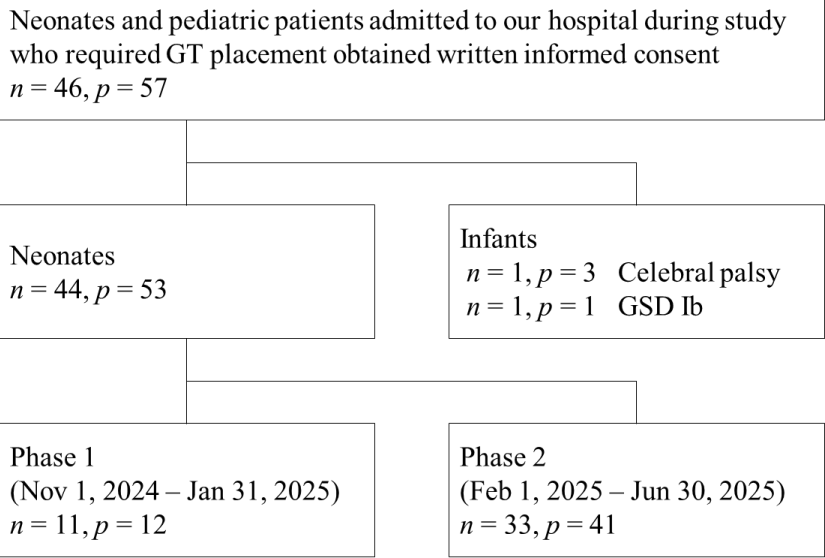 Neonates and pediatric patients admitted to our hospital during study
who required GT placement obtained written informed consent
n = 46, p = 57
Neonates
n = 44, p = 53
Infants
n = 1, p = 3 Celebral palsy
n = 1, p = 1 GSD Ib
Phase 1
(Nov 1, 2024 – Jan 31, 2025)
n = 11, p = 12
Phase 2
(Feb 1, 2025 – Jun 30, 2025)
n = 33, p = 41